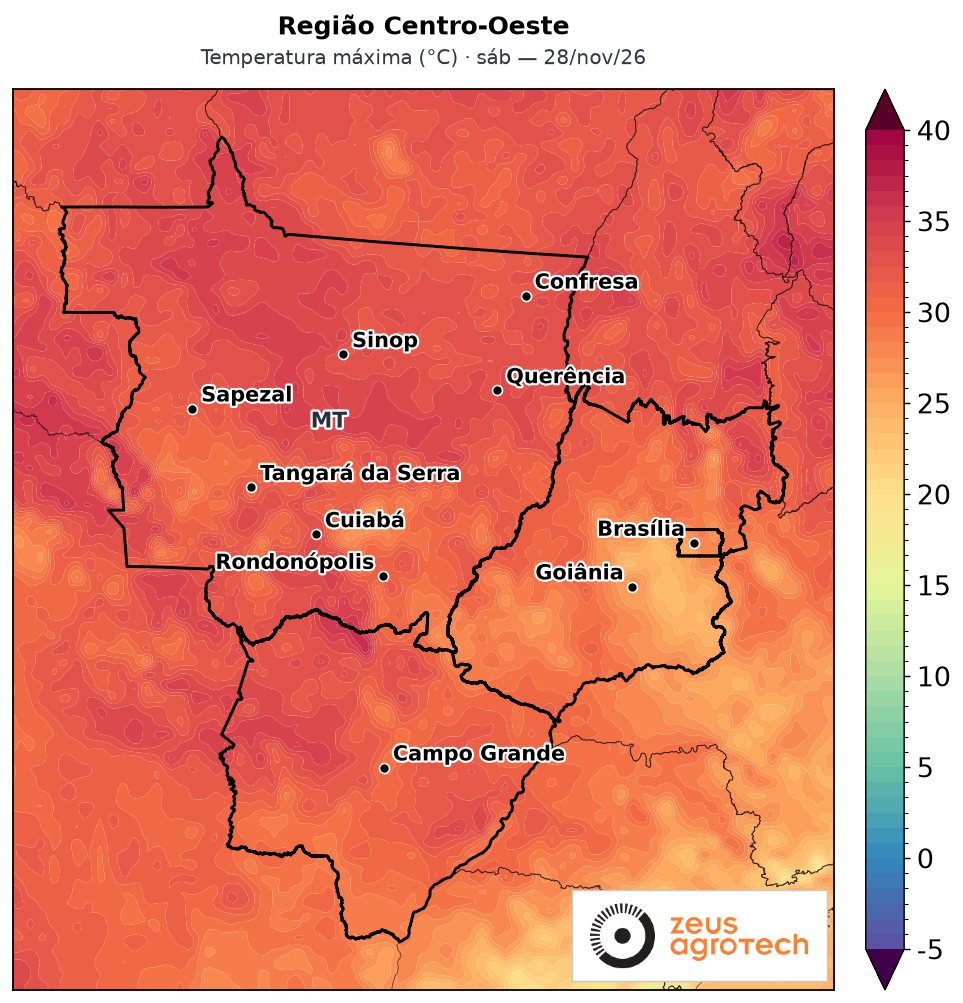 Região Centro-Oeste
Temperatura máxima (°C) · sáb — 28/nov/26
40
35
30
25
20
15
10
5
0
-5
Confresa
Sinop
Querência
Sapezal
MT
Tangará da Serra
Cuiabá
Brasília
Rondonópolis
Goiânia
Campo Grande
zeus
agrotech